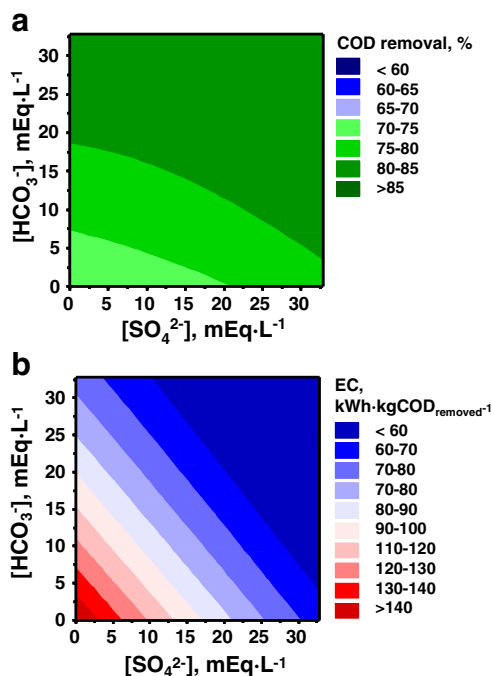 a
COD removal, %
< 60
60-65
65-70
70-75
75-80
80-85
>85
30
25
20
15
10
5
0
[HCO₃⁻], mEq·L⁻¹
0 5 10 15 20 25 30
[SO₄²⁻], mEq·L⁻¹
b
EC,
kWh·kgCOD removed⁻¹
< 60
60-70
70-80
70-80
80-90
90-100
110-120
120-130
130-140
>140
30
25
20
15
10
5
0
[HCO₃⁻], mEq·L⁻¹
0 5 10 15 20 25 30
[SO₄²⁻], mEq·L⁻¹